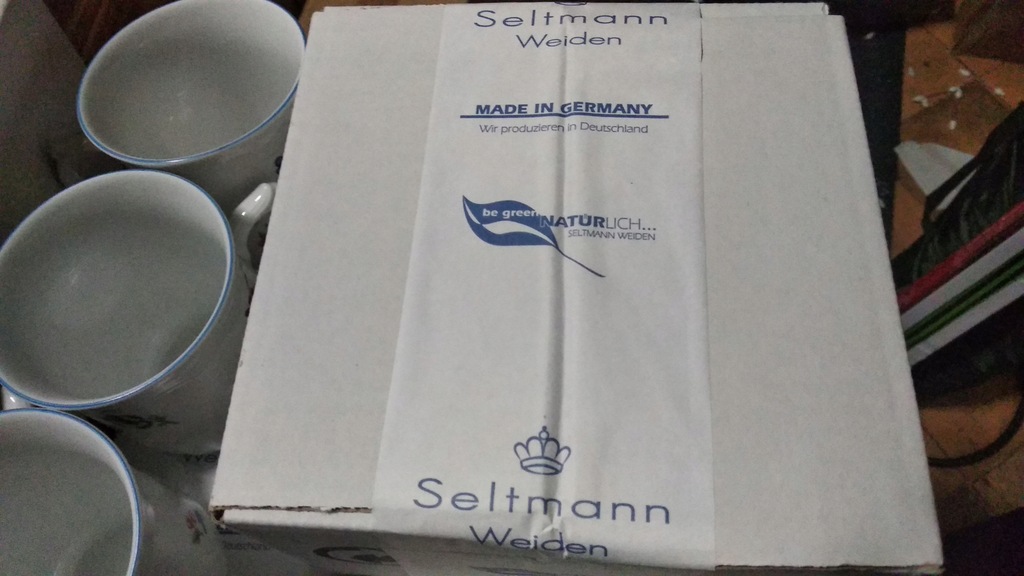 Seltmann
Weiden
MADE IN GERMANY
Wir produzieren in Deutschland
be green
NATÜRLICH...
SELTMANN WEIDEN
Seltmann
Weiden